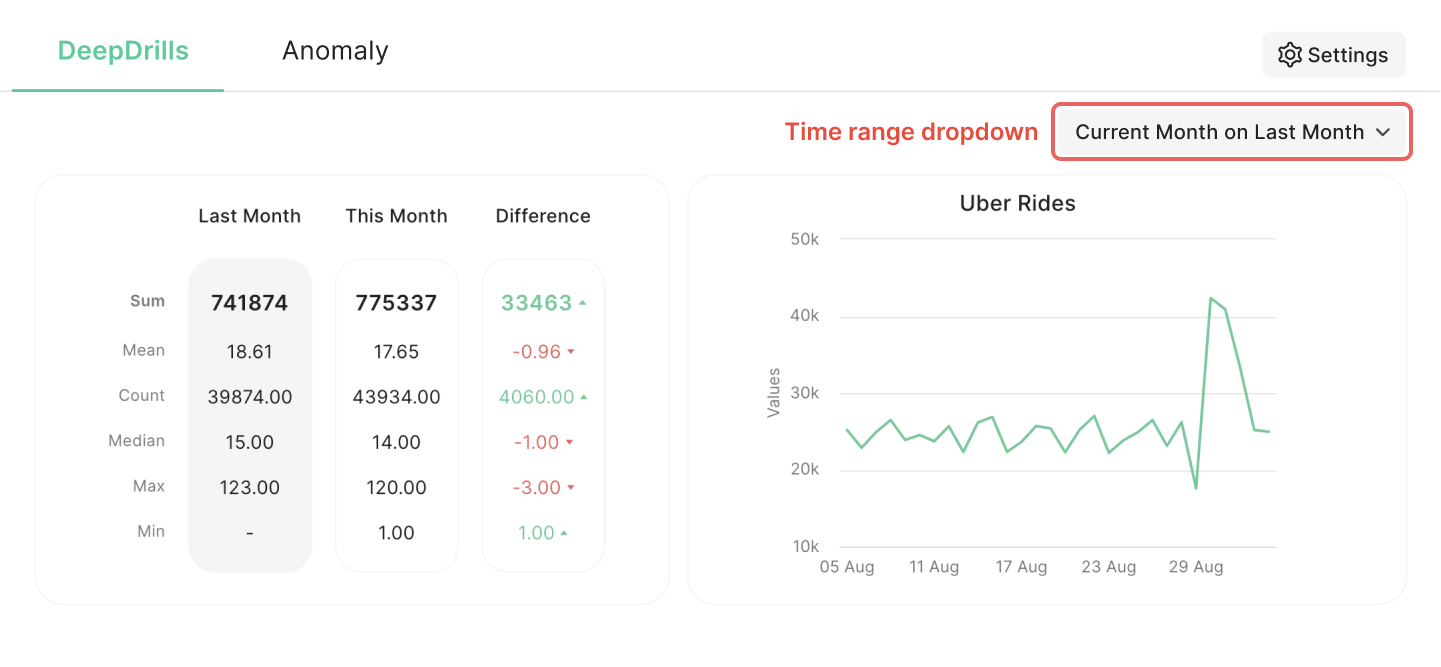 DeepDrills Anomaly Settings
Time range dropdown Current Month on Last Month
Last Month This Month Difference
Sum 741874 775337 33463
Mean 18.61 17.65 -0.96
Count 39874.00 43934.00 4060.00
Median 15.00 14.00 -1.00
Max 123.00 120.00 -3.00
Min - 1.00 1.00
Uber Rides
50k
40k
30k
20k
10k
Values
05 Aug 11 Aug 17 Aug 23 Aug 29 Aug